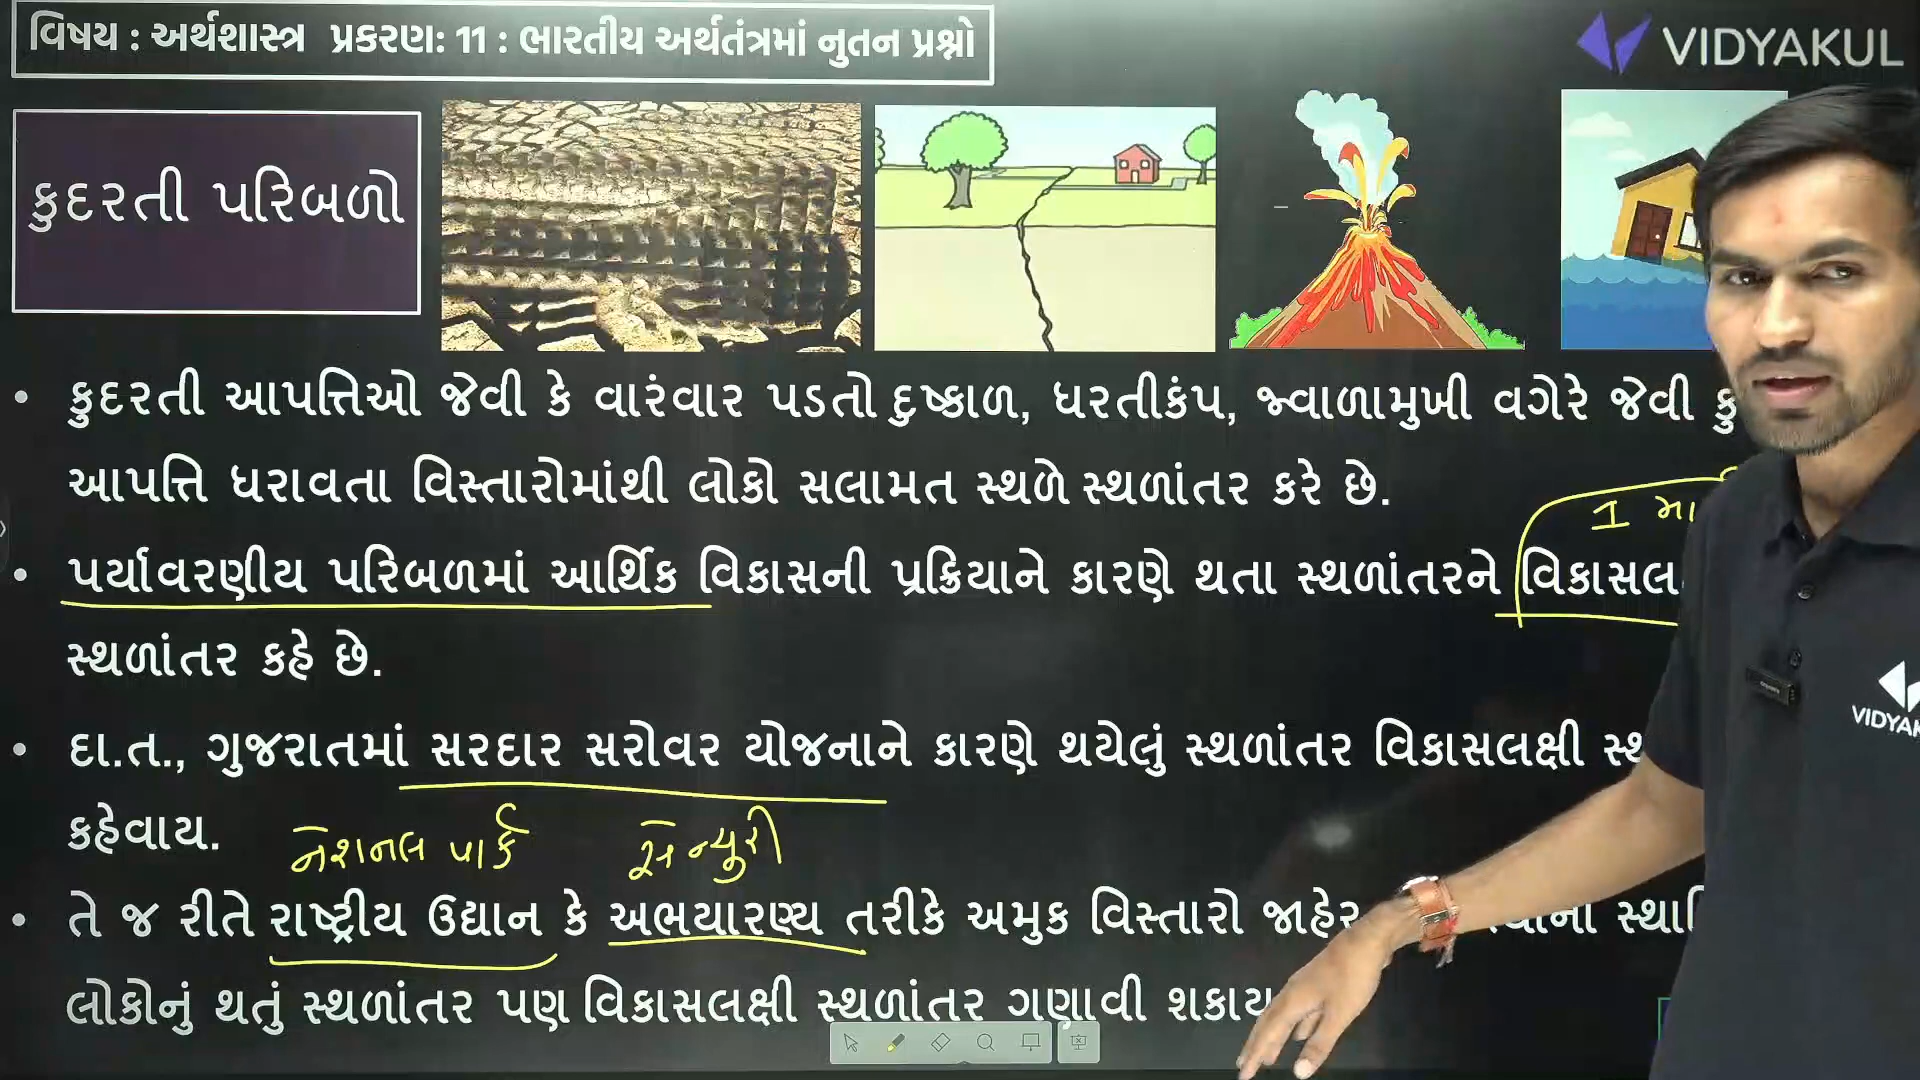 વિષય : અર્થશાસ્ત્ર પ્રકરણ: 11 : ભારતીય અર્થતંત્રમાં નુતન પ્રશ્નો
VIDYAKUL
કુદરતી પરિબળો
• કુદરતી આપત્તિઓ જેવી કે વારંવાર પડતો દુષ્કાળ, ધરતીકંપ, જ્વાળામુખી વગેરે જેવી કુ
આપત્તિ ધરાવતા વિસ્તારોમાંથી લોકો સલામત સ્થળે સ્થળાંતર કરે છે.
1 મા
• પર્યાવરણીય પરિબળમાં આર્થિક વિકાસની પ્રક્રિયાને કારણે થતા સ્થળાંતરને વિકાસલ
સ્થળાંતર કહે છે.
• દા.ત., ગુજરાતમાં સરદાર સરોવર યોજનાને કારણે થયેલું સ્થળાંતર વિકાસલક્ષી સ્થ
કહેવાય.
નેશનલ પાર્ક સેન્ચુરી
• તે જ રીતે રાષ્ટ્રીય ઉદ્યાન કે અભયારણ્ય તરીકે અમુક વિસ્તારો જાહેર
લોકોનું થતું સ્થળાંતર પણ વિકાસલક્ષી સ્થળાંતર ગણાવી શકાય
VIDYAK